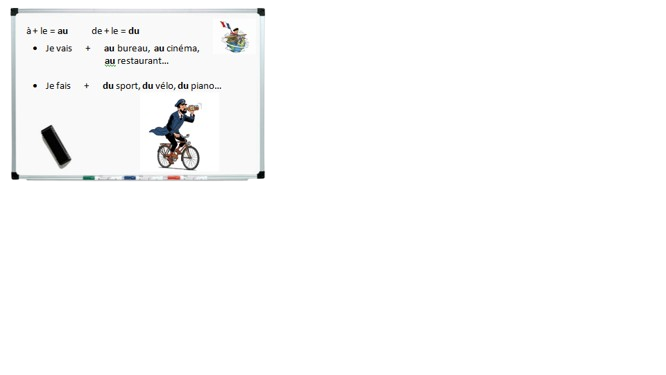 à + le = au de + le = du
• Je vais + au bureau, au cinéma,
au restaurant...
• Je fais + du sport, du vélo, du piano...